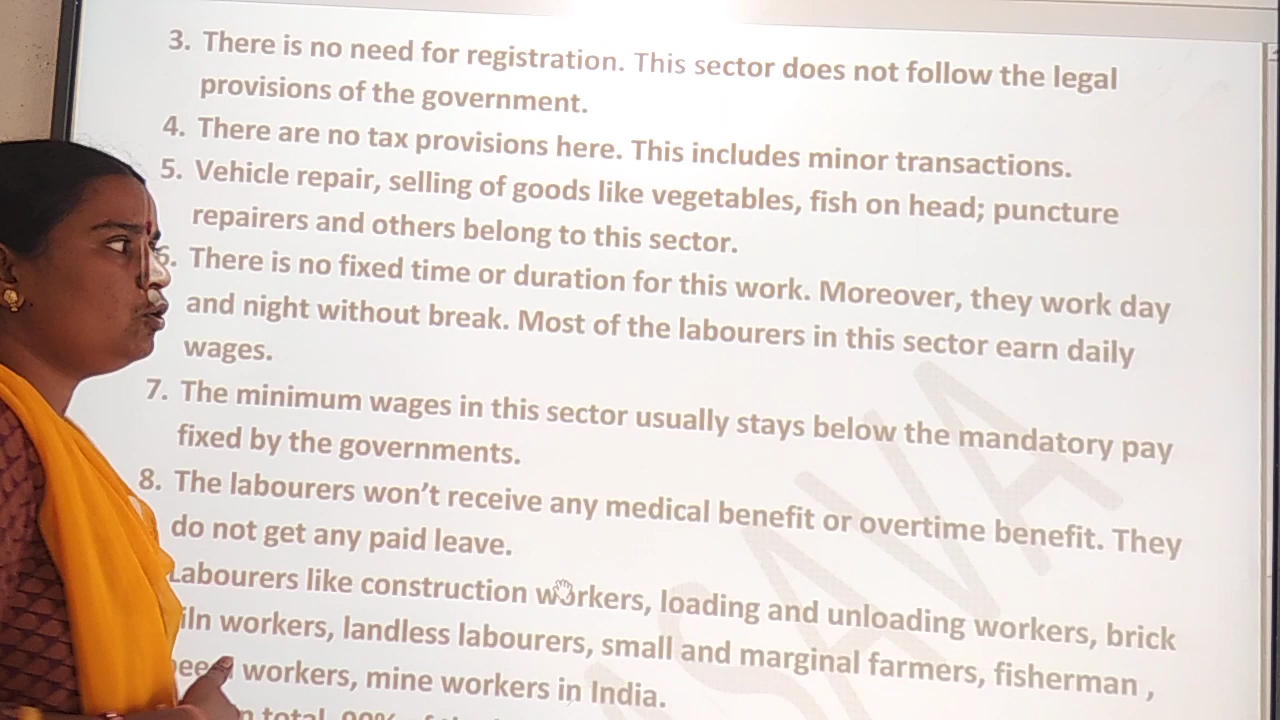 3. There is no need for registration. This sector does not follow the legal
provisions of the government.
4. There are no tax provisions here. This includes minor transactions.
5. Vehicle repair, selling of goods like vegetables, fish on head; puncture
repairers and others belong to this sector.
6. There is no fixed time or duration for this work. Moreover, they work day
and night without break. Most of the labourers in this sector earn daily
wages.
7. The minimum wages in this sector usually stays below the mandatory pay
fixed by the governments.
8. The labourers won't receive any medical benefit or overtime benefit. They
do not get any paid leave.
Labourers like construction workers, loading and unloading workers, brick
iln workers, landless labourers, small and marginal farmers, fisherman ,
workers, mine workers in India.
total